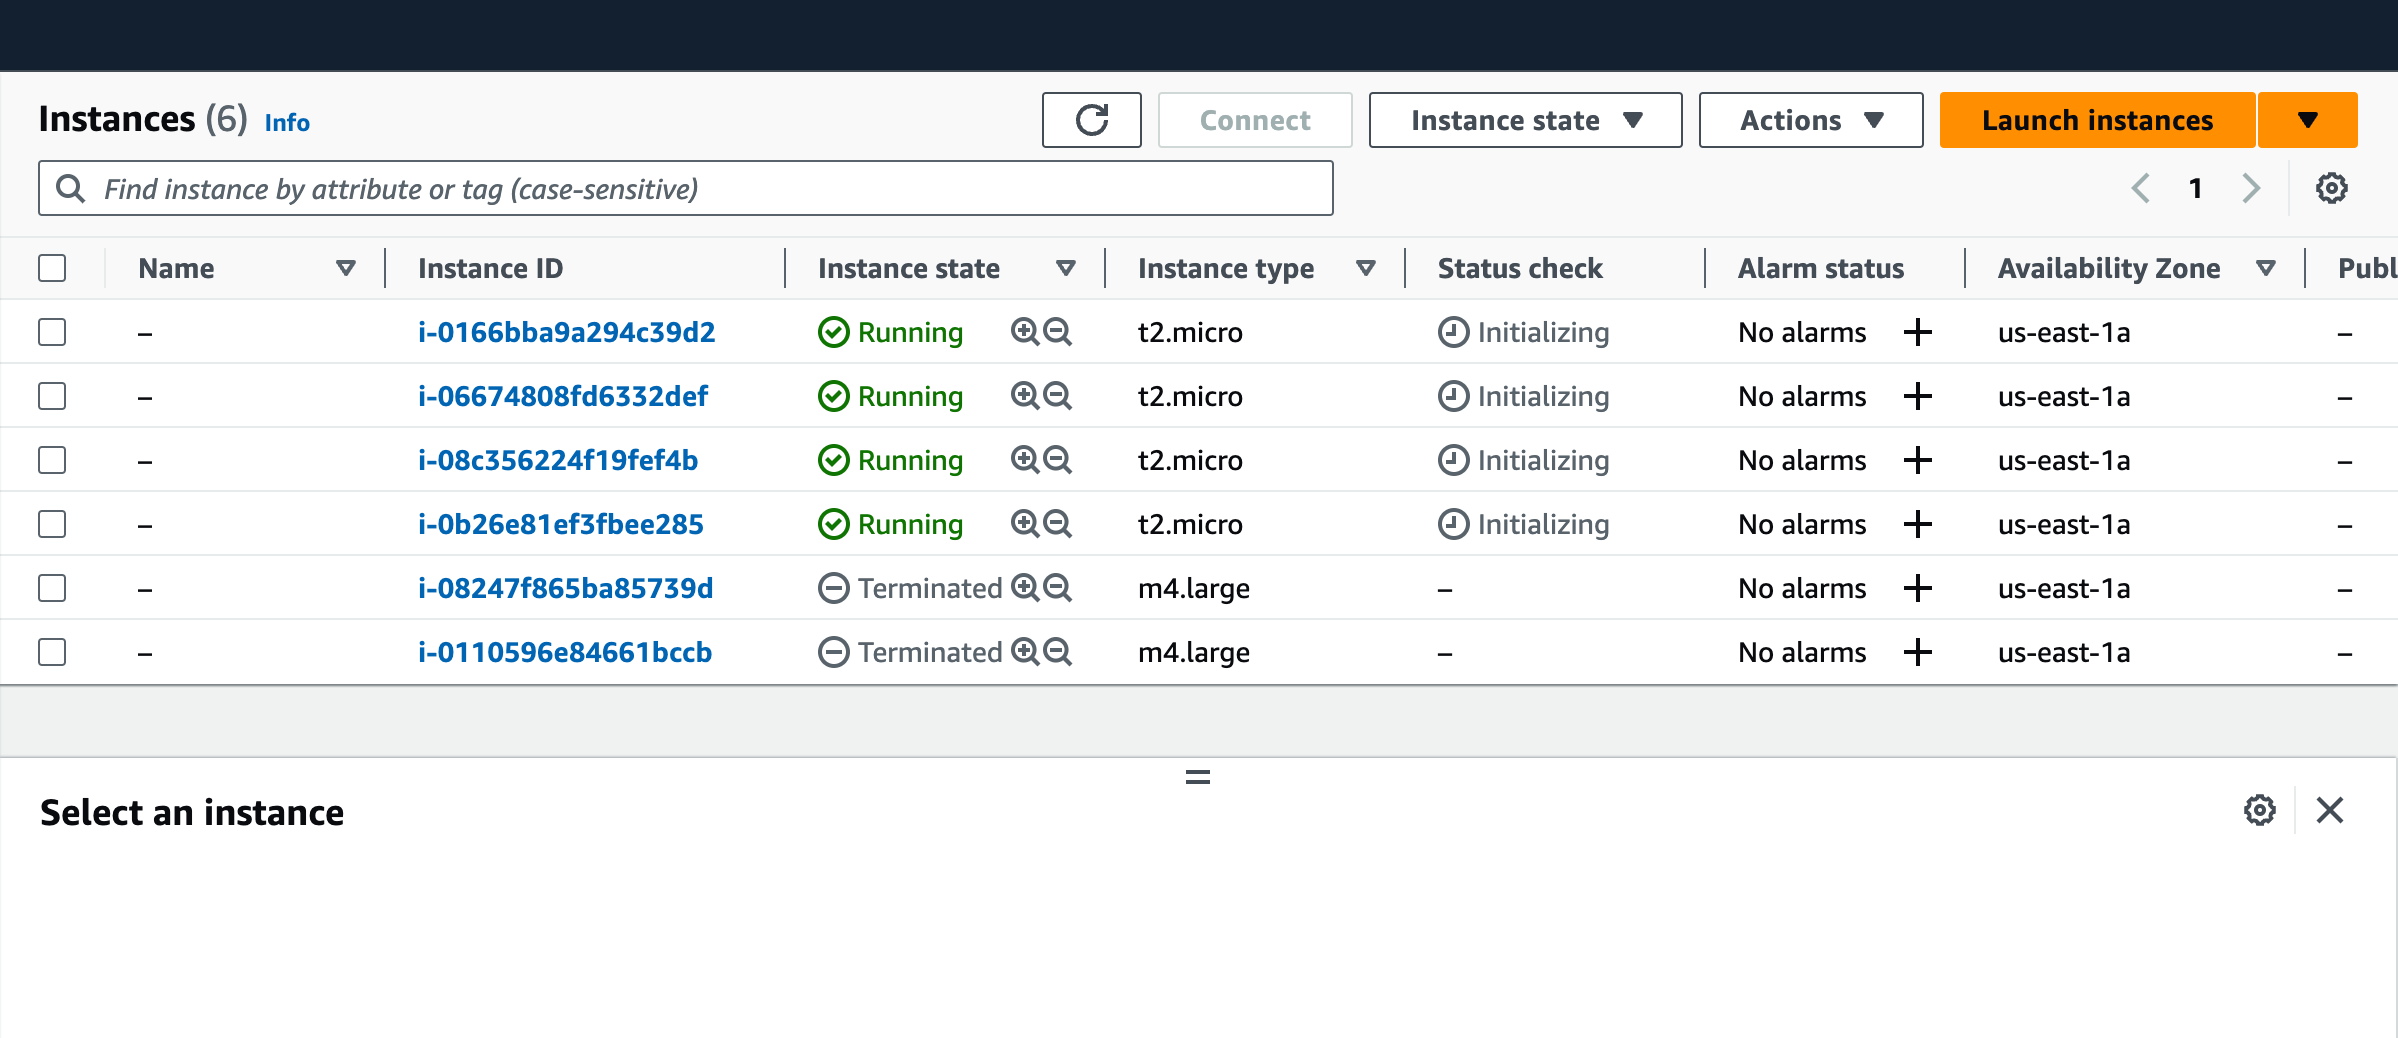 Instances (6) Info Connect Instance state Actions Launch instances
Find instance by attribute or tag (case-sensitive) 1
Name Instance ID Instance state Instance type Status check Alarm status Availability Zone Publ
– i-0166bba9a294c39d2 Running t2.micro Initializing No alarms + us-east-1a –
– i-06674808fd6332def Running t2.micro Initializing No alarms + us-east-1a –
– i-08c356224f19fef4b Running t2.micro Initializing No alarms + us-east-1a –
– i-0b26e81ef3fbee285 Running t2.micro Initializing No alarms + us-east-1a –
– i-08247f865ba85739d Terminated m4.large – No alarms + us-east-1a –
– i-0110596e84661bccb Terminated m4.large – No alarms + us-east-1a –
Select an instance